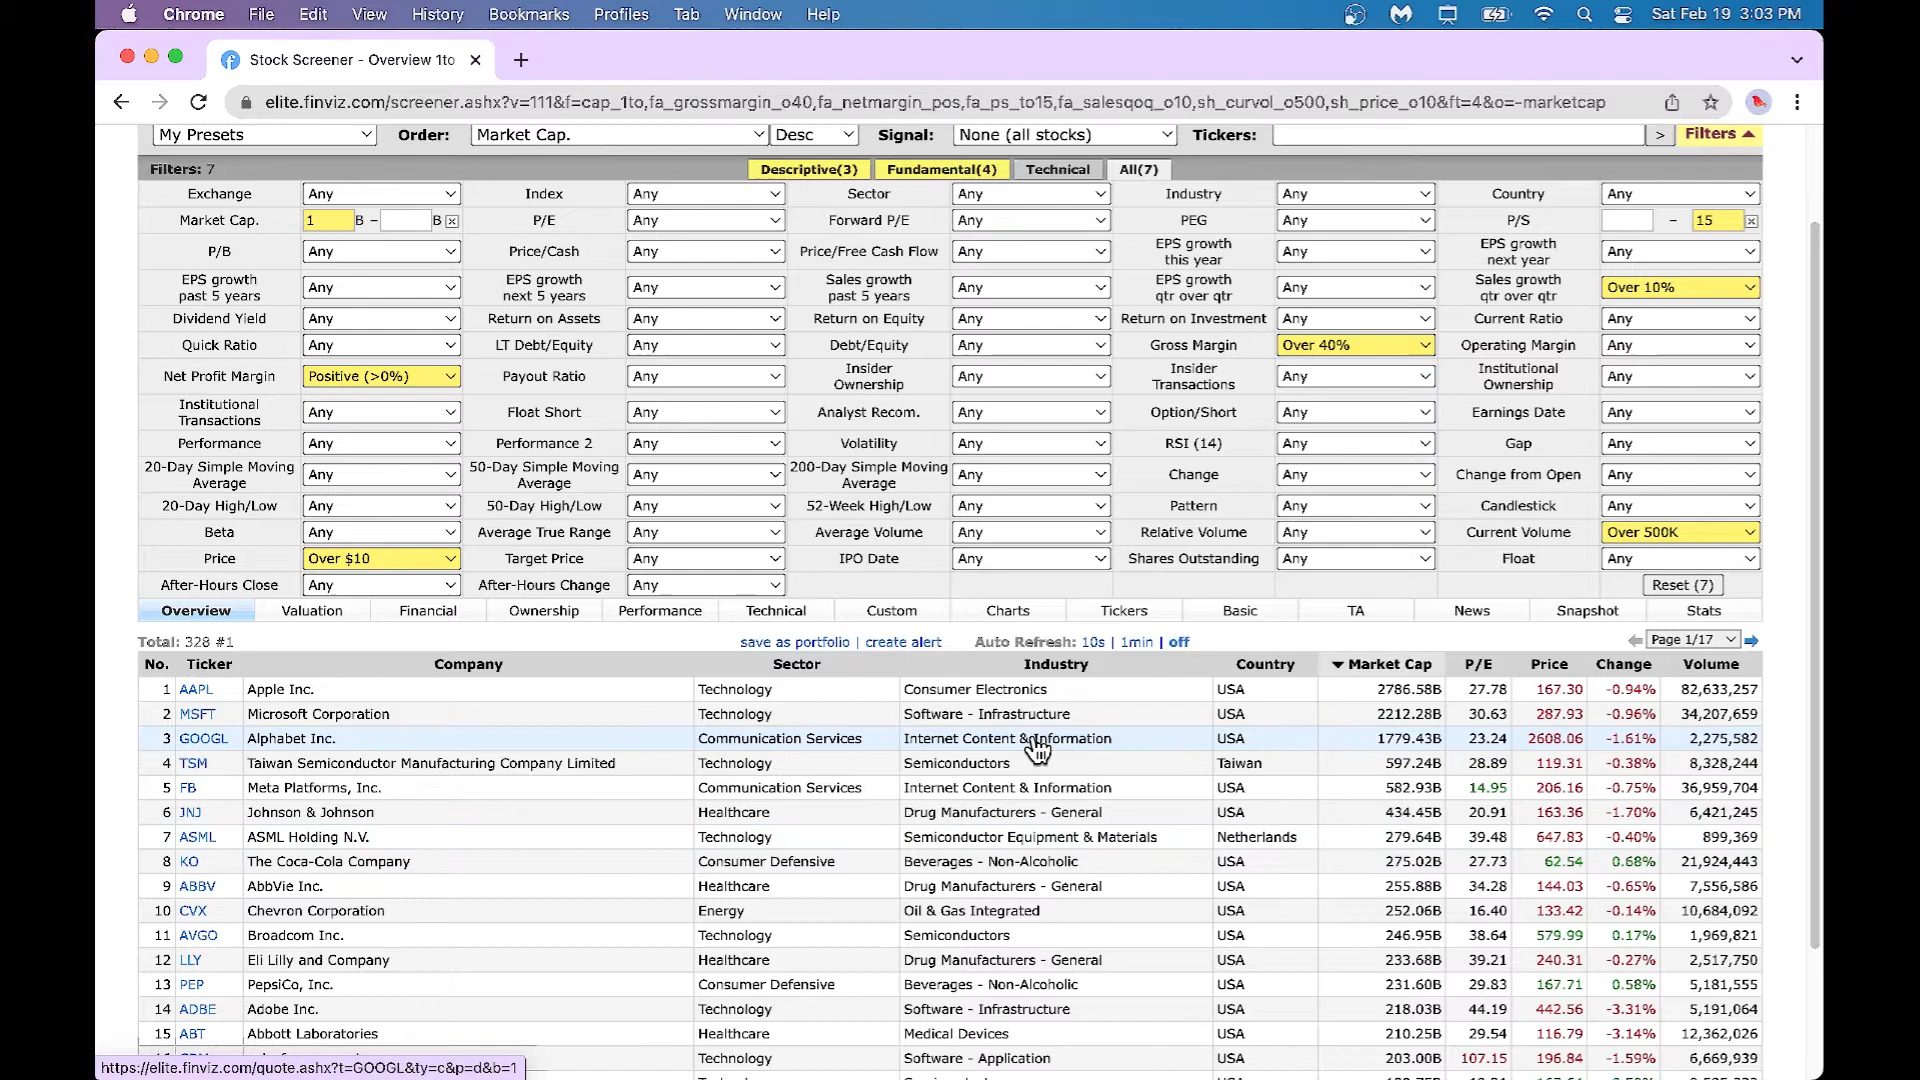 Chrome File Edit View History Bookmarks Profiles Tab Window Help Sat Feb 19 3:03 PM
Stock Screener - Overview 1to
elite.finviz.com/screener.ashx?v=111&f=cap_1to,fa_grossmargin_o40,fa_netmargin_pos,fa_ps_to15,fa_salesqoq_o10,sh_curvol_o500,sh_price_o10&ft=4&o=-marketcap
My Presets Order: Market Cap. Desc Signal: None (all stocks) Tickers: > Filters
Filters: 7 Descriptive(3) Fundamental(4) Technical All(7)
Exchange Any Index Any Sector Any Industry Any Country Any
Market Cap. 1 B – B P/E Any Forward P/E Any PEG Any P/S – 15
P/B Any Price/Cash Any Price/Free Cash Flow Any EPS growth this year Any EPS growth next year Any
EPS growth past 5 years Any EPS growth next 5 years Any Sales growth past 5 years Any EPS growth qtr over qtr Any Sales growth qtr over qtr Over 10%
Dividend Yield Any Return on Assets Any Return on Equity Any Return on Investment Any Current Ratio Any
Quick Ratio Any LT Debt/Equity Any Debt/Equity Any Gross Margin Over 40% Operating Margin Any
Net Profit Margin Positive (>0%) Payout Ratio Any Insider Ownership Any Insider Transactions Any Institutional Ownership Any
Institutional Transactions Any Float Short Any Analyst Recom. Any Option/Short Any Earnings Date Any
Performance Any Performance 2 Any Volatility Any RSI (14) Any Gap Any
20-Day Simple Moving Average Any 50-Day Simple Moving Average Any 200-Day Simple Moving Average Any Change Any Change from Open Any
20-Day High/Low Any 50-Day High/Low Any 52-Week High/Low Any Pattern Any Candlestick Any
Beta Any Average True Range Any Average Volume Any Relative Volume Any Current Volume Over 500K
Price Over $10 Target Price Any IPO Date Any Shares Outstanding Any Float Any
After-Hours Close Any After-Hours Change Any Reset (7)
Overview Valuation Financial Ownership Performance Technical Custom Charts Tickers Basic TA News Snapshot Stats
Total: 328 #1 save as portfolio | create alert Auto Refresh: 10s | 1min | off Page 1/17
No. Ticker Company Sector Industry Country Market Cap P/E Price Change Volume
1 AAPL Apple Inc. Technology Consumer Electronics USA 2786.58B 27.78 167.30 -0.94% 82,633,257
2 MSFT Microsoft Corporation Technology Software - Infrastructure USA 2212.28B 30.63 287.93 -0.96% 34,207,659
3 GOOGL Alphabet Inc. Communication Services Internet Content & Information USA 1779.43B 23.24 2608.06 -1.61% 2,275,582
4 TSM Taiwan Semiconductor Manufacturing Company Limited Technology Semiconductors Taiwan 597.24B 28.89 119.31 -0.38% 8,328,244
5 FB Meta Platforms, Inc. Communication Services Internet Content & Information USA 582.93B 14.95 206.16 -0.75% 36,959,704
6 JNJ Johnson & Johnson Healthcare Drug Manufacturers - General USA 434.45B 20.91 163.36 -1.70% 6,421,245
7 ASML ASML Holding N.V. Technology Semiconductor Equipment & Materials Netherlands 279.64B 39.48 647.83 -0.40% 899,369
8 KO The Coca-Cola Company Consumer Defensive Beverages - Non-Alcoholic USA 275.02B 27.73 62.54 0.68% 21,924,443
9 ABBV AbbVie Inc. Healthcare Drug Manufacturers - General USA 255.88B 34.28 144.03 -0.65% 7,556,586
10 CVX Chevron Corporation Energy Oil & Gas Integrated USA 252.06B 16.40 133.42 -0.14% 10,684,092
11 AVGO Broadcom Inc. Technology Semiconductors USA 246.95B 38.64 579.99 0.17% 1,969,821
12 LLY Eli Lilly and Company Healthcare Drug Manufacturers - General USA 233.68B 39.21 240.31 -0.27% 2,517,750
13 PEP PepsiCo, Inc. Consumer Defensive Beverages - Non-Alcoholic USA 231.60B 29.83 167.71 0.58% 5,181,555
14 ADBE Adobe Inc. Technology Software - Infrastructure USA 218.03B 44.19 442.56 -3.31% 5,191,064
15 ABT Abbott Laboratories Healthcare Medical Devices USA 210.25B 29.54 116.79 -3.14% 12,362,026
Technology Software - Application USA 203.00B 107.15 196.84 -1.59% 6,669,939
https://elite.finviz.com/quote.ashx?t=GOOGL&ty=c&p=d&b=1